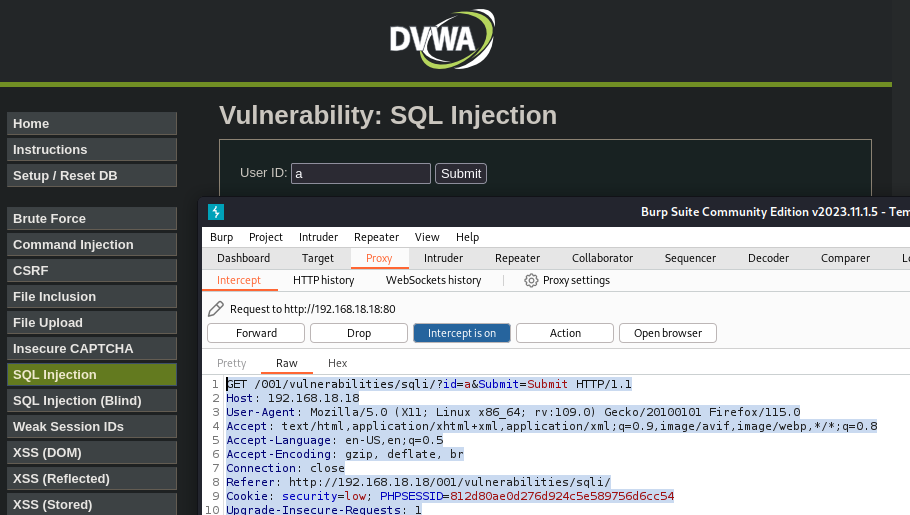 DVWA
Vulnerability: SQL Injection
Home
Instructions
Setup / Reset DB
Brute Force
Command Injection
CSRF
File Inclusion
File Upload
Insecure CAPTCHA
SQL Injection
SQL Injection (Blind)
Weak Session IDs
XSS (DOM)
XSS (Reflected)
XSS (Stored)
User ID: a Submit
Burp Suite Community Edition v2023.11.1.5 - Tem
Burp Project Intruder Repeater View Help
Dashboard Target Proxy Intruder Repeater Collaborator Sequencer Decoder Comparer Lo
Intercept HTTP history WebSockets history Proxy settings
Request to http://192.168.18.18:80
Forward Drop Intercept is on Action Open browser
Pretty Raw Hex
1 GET /001/vulnerabilities/sqli/?id=a&Submit=Submit HTTP/1.1
2 Host: 192.168.18.18
3 User-Agent: Mozilla/5.0 (X11; Linux x86_64; rv:109.0) Gecko/20100101 Firefox/115.0
4 Accept: text/html,application/xhtml+xml,application/xml;q=0.9,image/avif,image/webp,*/*;q=0.8
5 Accept-Language: en-US,en;q=0.5
6 Accept-Encoding: gzip, deflate, br
7 Connection: close
8 Referer: http://192.168.18.18/001/vulnerabilities/sqli/
9 Cookie: security=low; PHPSESSID=812d80ae0d276d924c5e589756d6cc54
10 Upgrade-Insecure-Requests: 1